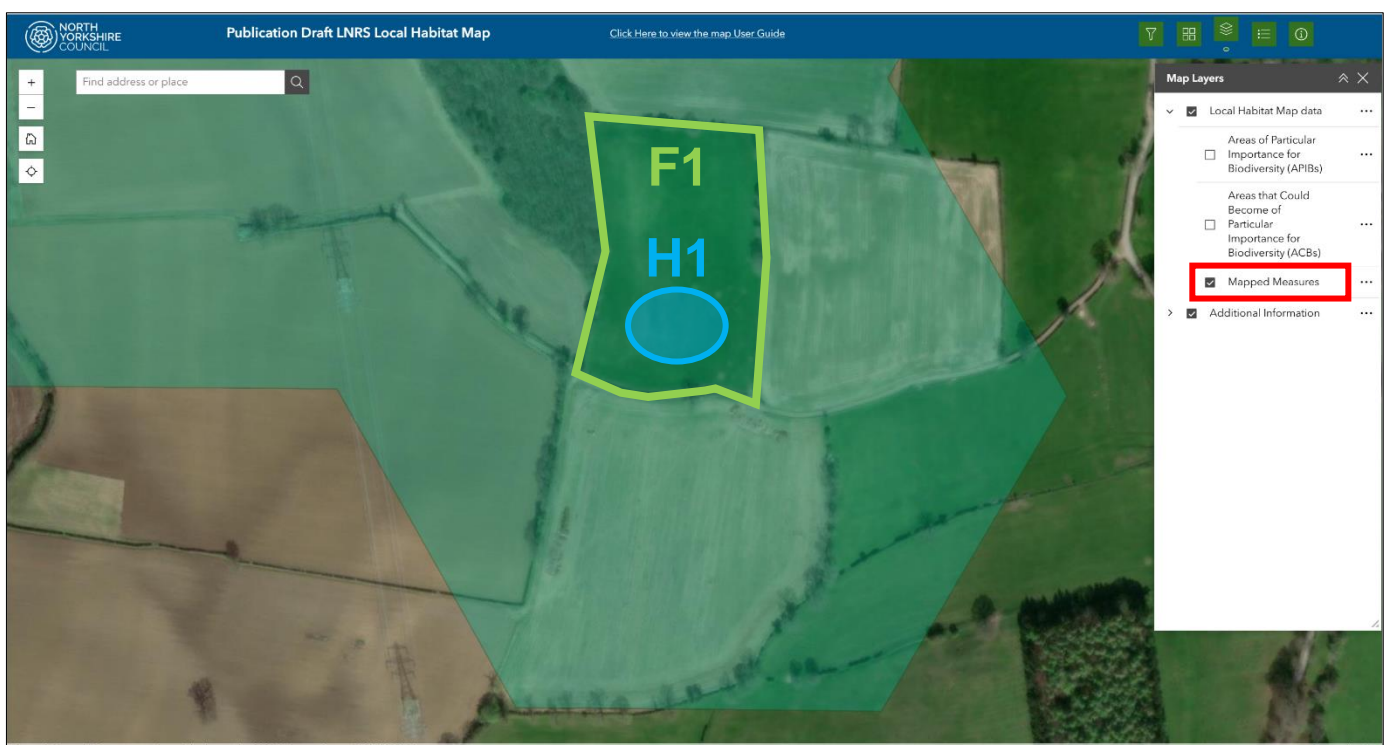 NORTH
YORKSHIRE
COUNCIL
Publication Draft LNRS Local Habitat Map
Click Here to view the map User Guide
Find address or place
Map Layers
Local Habitat Map data
Areas of Particular
Importance for
Biodiversity (APIBs)
Areas that Could
Become of
Particular
Importance for
Biodiversity (ACBs)
Mapped Measures
Additional Information
F1
H1